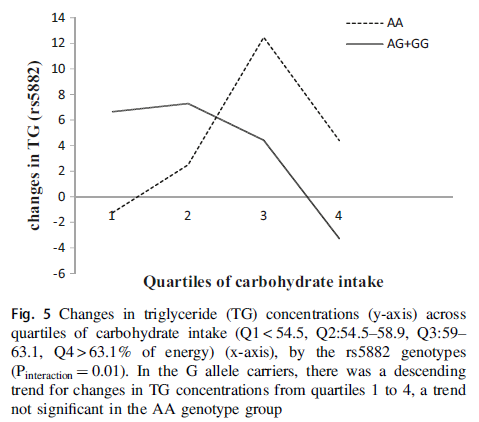 14
12
10
8
6
4
2
0
-2
-4
-6
AA
AG+GG
changes in TG (rs5882)
1
2
3
4
Quartiles of carbohydrate intake
Fig. 5 Changes in triglyceride (TG) concentrations (y-axis) across
quartiles of carbohydrate intake (Q1 < 54.5, Q2:54.5–58.9, Q3:59–
63.1, Q4 > 63.1% of energy) (x-axis), by the rs5882 genotypes
(Pinteraction = 0.01). In the G allele carriers, there was a descending
trend for changes in TG concentrations from quartiles 1 to 4, a trend
not significant in the AA genotype group